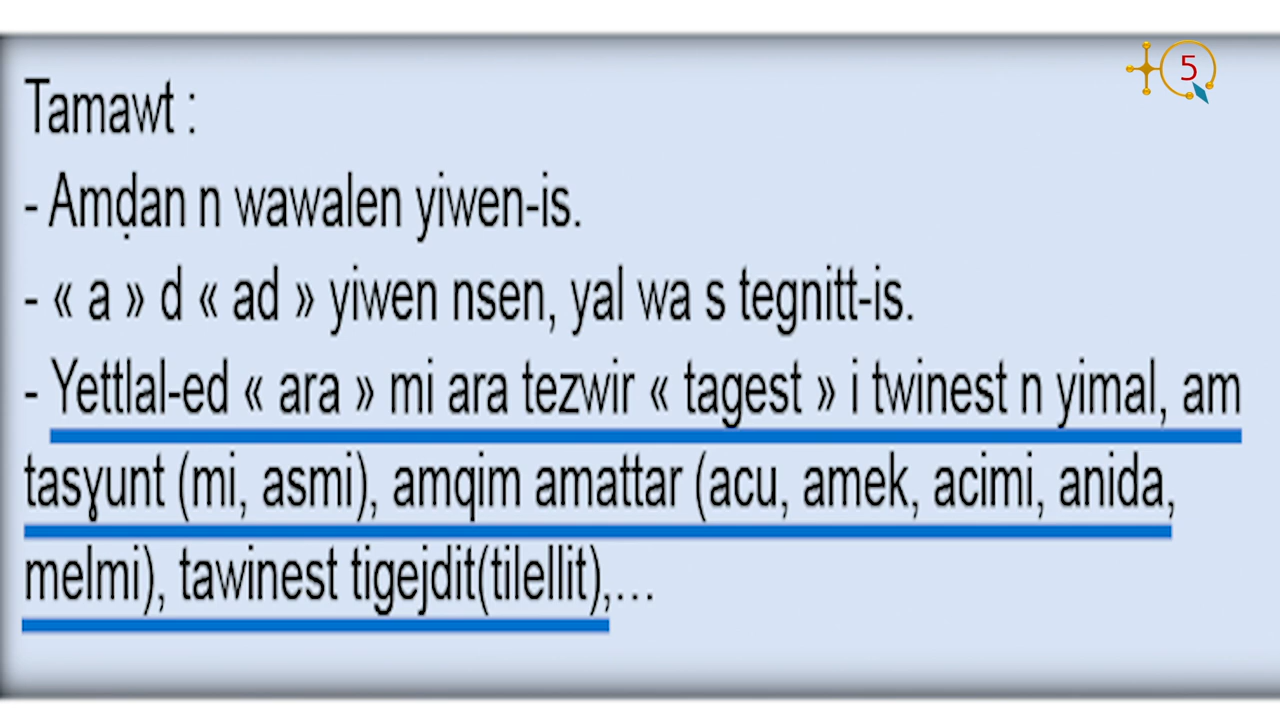 5
Tamawt :
- Amḍan n wawalen yiwen-is.
- « a » d « ad » yiwen nsen, yal wa s tegnitt-is.
- Yettlal-ed « ara » mi ara tezwir « tagest » i twinest n yimal, am
tasɣunt (mi, asmi), amqim amattar (acu, amek, acimi, anida,
melmi), tawinest tigejdit(tilellit),…